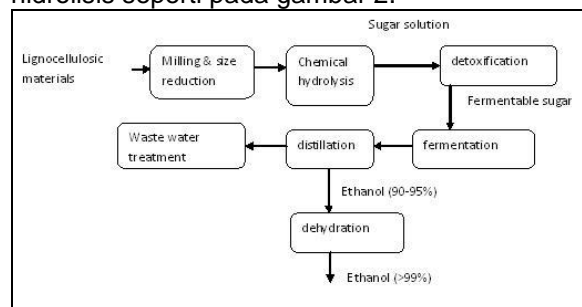 hidrolisis seperti pada gambar 2.
Sugar solution
Lignocellulosic
materials
Milling & size
reduction
Chemical
hydrolysis
detoxification
Fermentable sugar
Waste water
treatment
distillation
fermentation
Ethanol (90-95%)
dehydration
Ethanol (>99%)